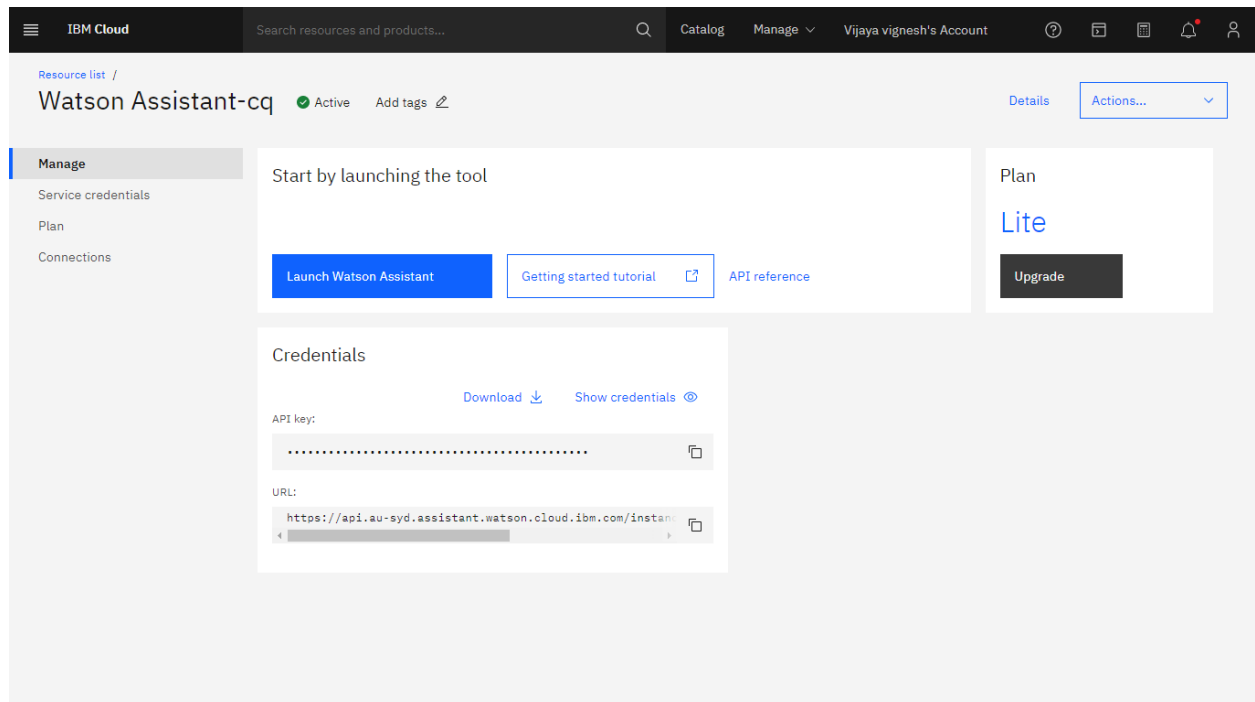 IBM Cloud
Search resources and products...
Catalog
Manage
Vijaya vignesh's Account
Resource list /
Watson Assistant-cq
Active
Add tags
Details
Actions...
Manage
Service credentials
Plan
Connections
Start by launching the tool
Launch Watson Assistant
Getting started tutorial
API reference
Plan
Lite
Upgrade
Credentials
Download
Show credentials
API key:
URL:
https://api.au-syd.assistant.watson.cloud.ibm.com/instanc